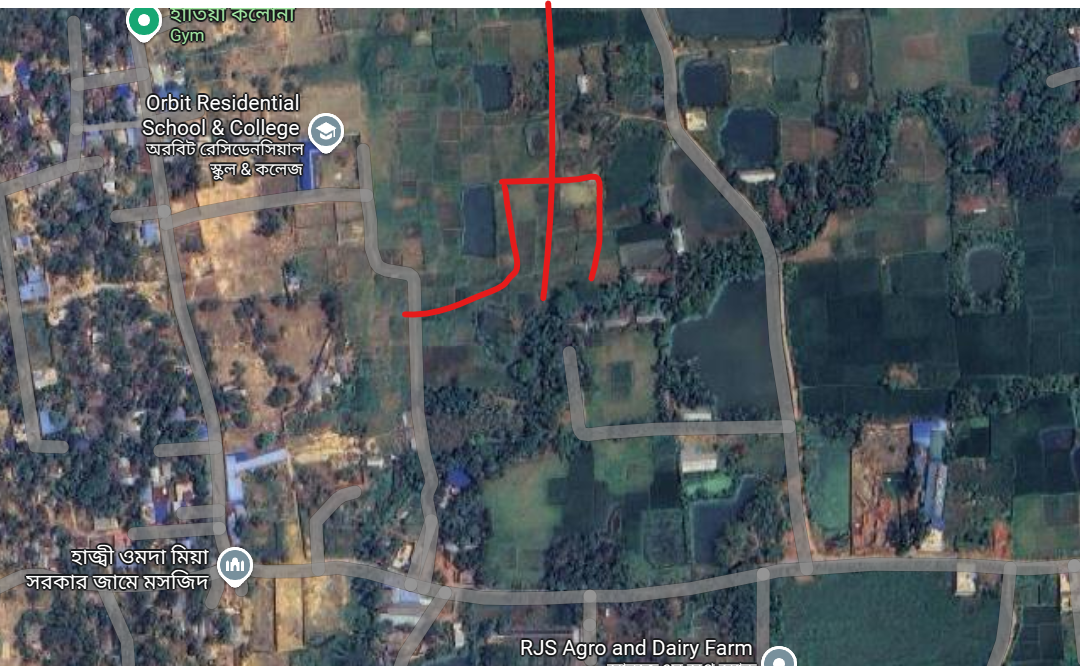 হাতিয়া কলোনী
Gym
Orbit Residential
School & College
অরবিট রেসিডেনসিয়াল
স্কুল & কলেজ
হাজ্বী ওমদা মিয়া
সরকার জামে মসজিদ
RJS Agro and Dairy Farm